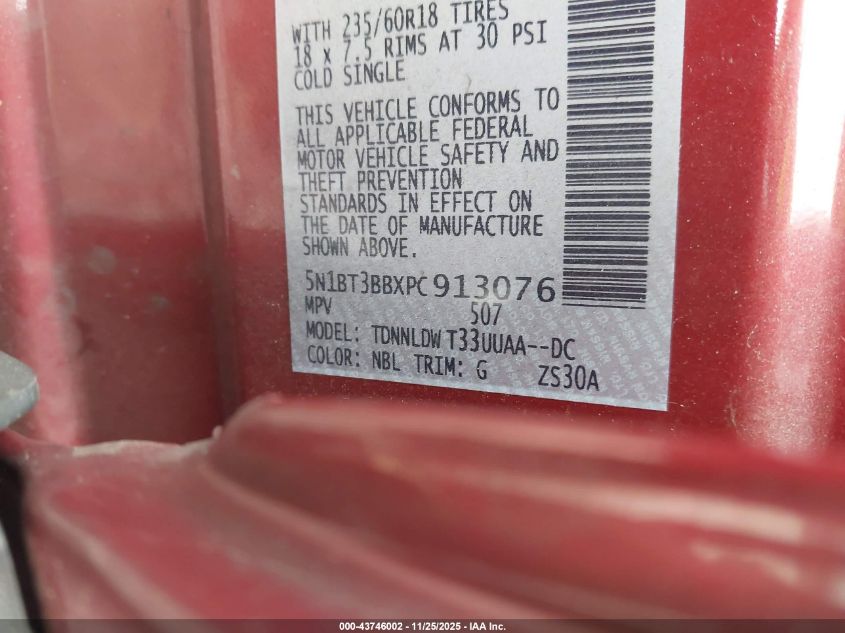 WITH 235/60R18 TIRES
18 x 7.5 RIMS AT 30 PSI
COLD SINGLE
THIS VEHICLE CONFORMS TO
ALL APPLICABLE FEDERAL
MOTOR VEHICLE SAFETY AND
THEFT PREVENTION
STANDARDS IN EFFECT ON
THE DATE OF MANUFACTURE
SHOWN ABOVE.
5N1BT3BBXPC913076
MPV 507
MODEL: TDNNLDWT33UUAA--DC
COLOR: NBL TRIM: G ZS30A
000-43746002 — 11/25/2025 — IAA Inc.